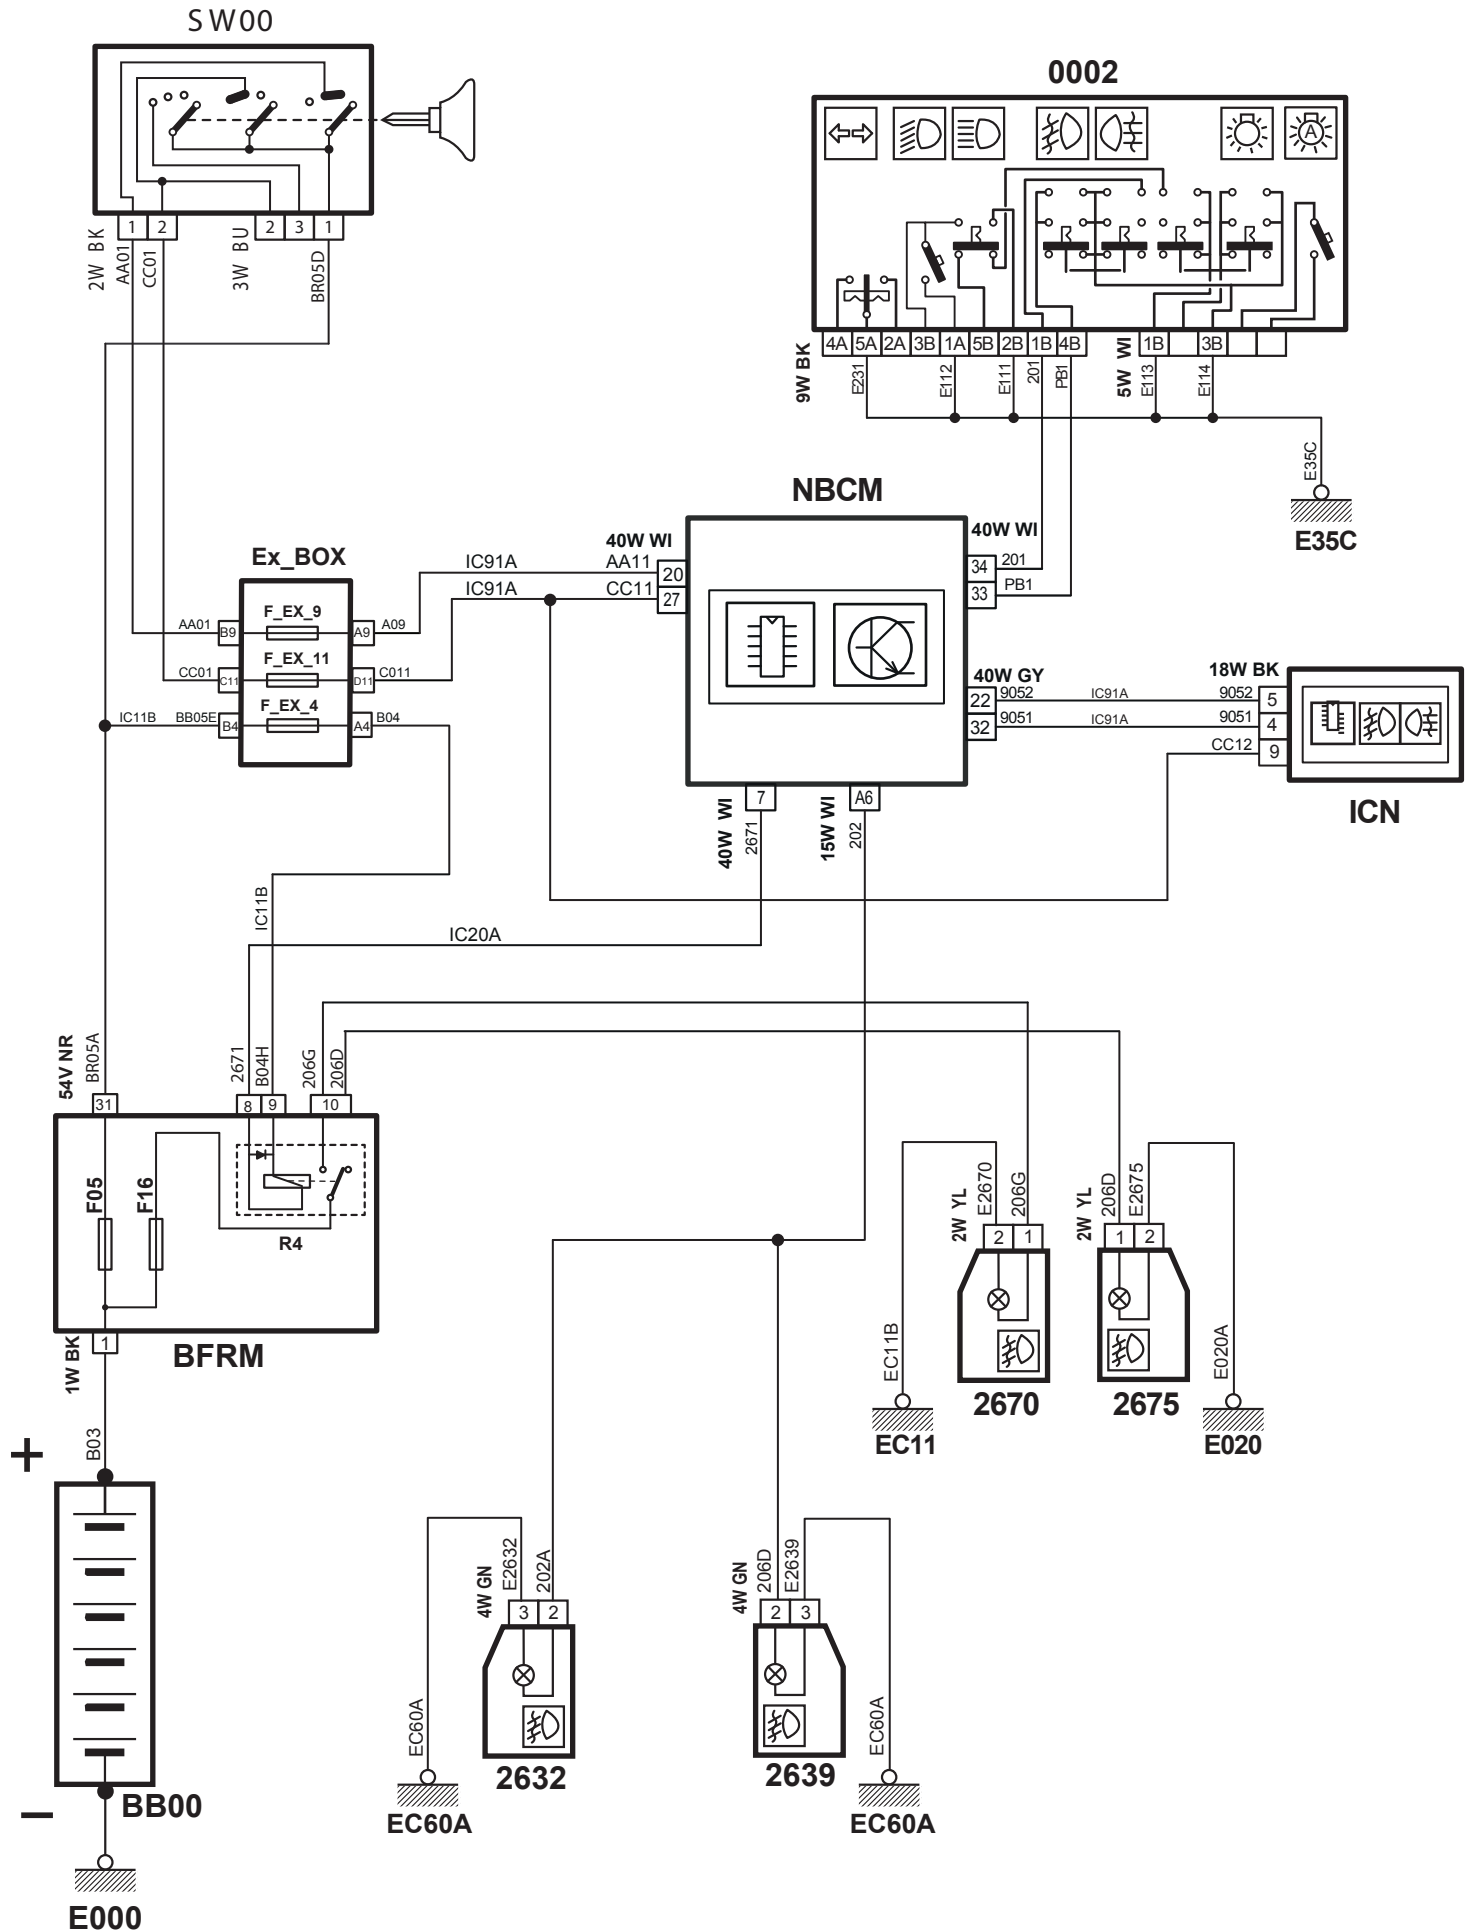 SW00
0002
A
1
2
2
3
1
2W BK
AA01
CC01
3W BU
BR05D
4A
5A
2A
3B
1A
5B
2B
1B
4B
1B
3B
9W BK
E231
E112
E111
201
PB1
5W WI
E113
E114
E35C
E35C
NBCM
40W WI
40W WI
Ex_BOX
IC91A
AA11
20
34
201
IC91A
CC11
27
33
PB1
F_EX_9
AA01
B9
A9
A09
F_EX_11
CC01
C11
D11
C011
F_EX_4
IC11B
BB05E
B4
A4
B04
40W GY
18W BK
22
9052
IC91A
9052
5
32
9051
IC91A
9051
4
CC12
9
ICN
7
A6
40W WI
2671
15W WI
202
IC11B
IC20A
54V NR
BR05A
2671
B04H
206G
206D
31
8
9
10
F05
F16
R4
1
BFRM
1W BK
B03
+
BB00
–
E000
2W YL
E2670
206G
2
1
2670
EC11B
EC11
2W YL
206D
E2675
1
2
2675
E020A
E020
4W GN
E2632
202A
3
2
2632
EC60A
EC60A
4W GN
206D
E2639
2
3
2639
EC60A
EC60A